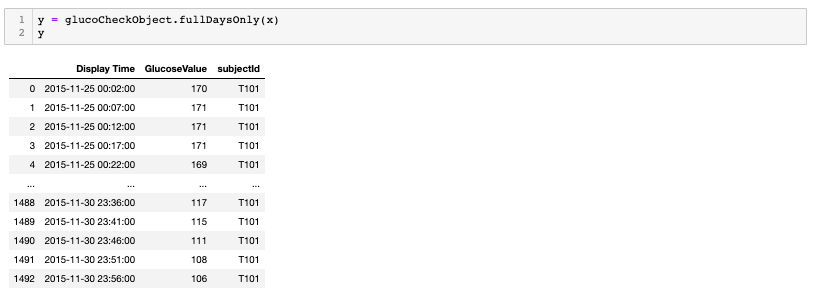 1 y = glucoCheckObject.fullDaysOnly(x)
2 y
Display Time GlucoseValue subjectId
0 2015-11-25 00:02:00 170 T101
1 2015-11-25 00:07:00 171 T101
2 2015-11-25 00:12:00 171 T101
3 2015-11-25 00:17:00 171 T101
4 2015-11-25 00:22:00 169 T101
... ... ... ...
1488 2015-11-30 23:36:00 117 T101
1489 2015-11-30 23:41:00 115 T101
1490 2015-11-30 23:46:00 111 T101
1491 2015-11-30 23:51:00 108 T101
1492 2015-11-30 23:56:00 106 T101